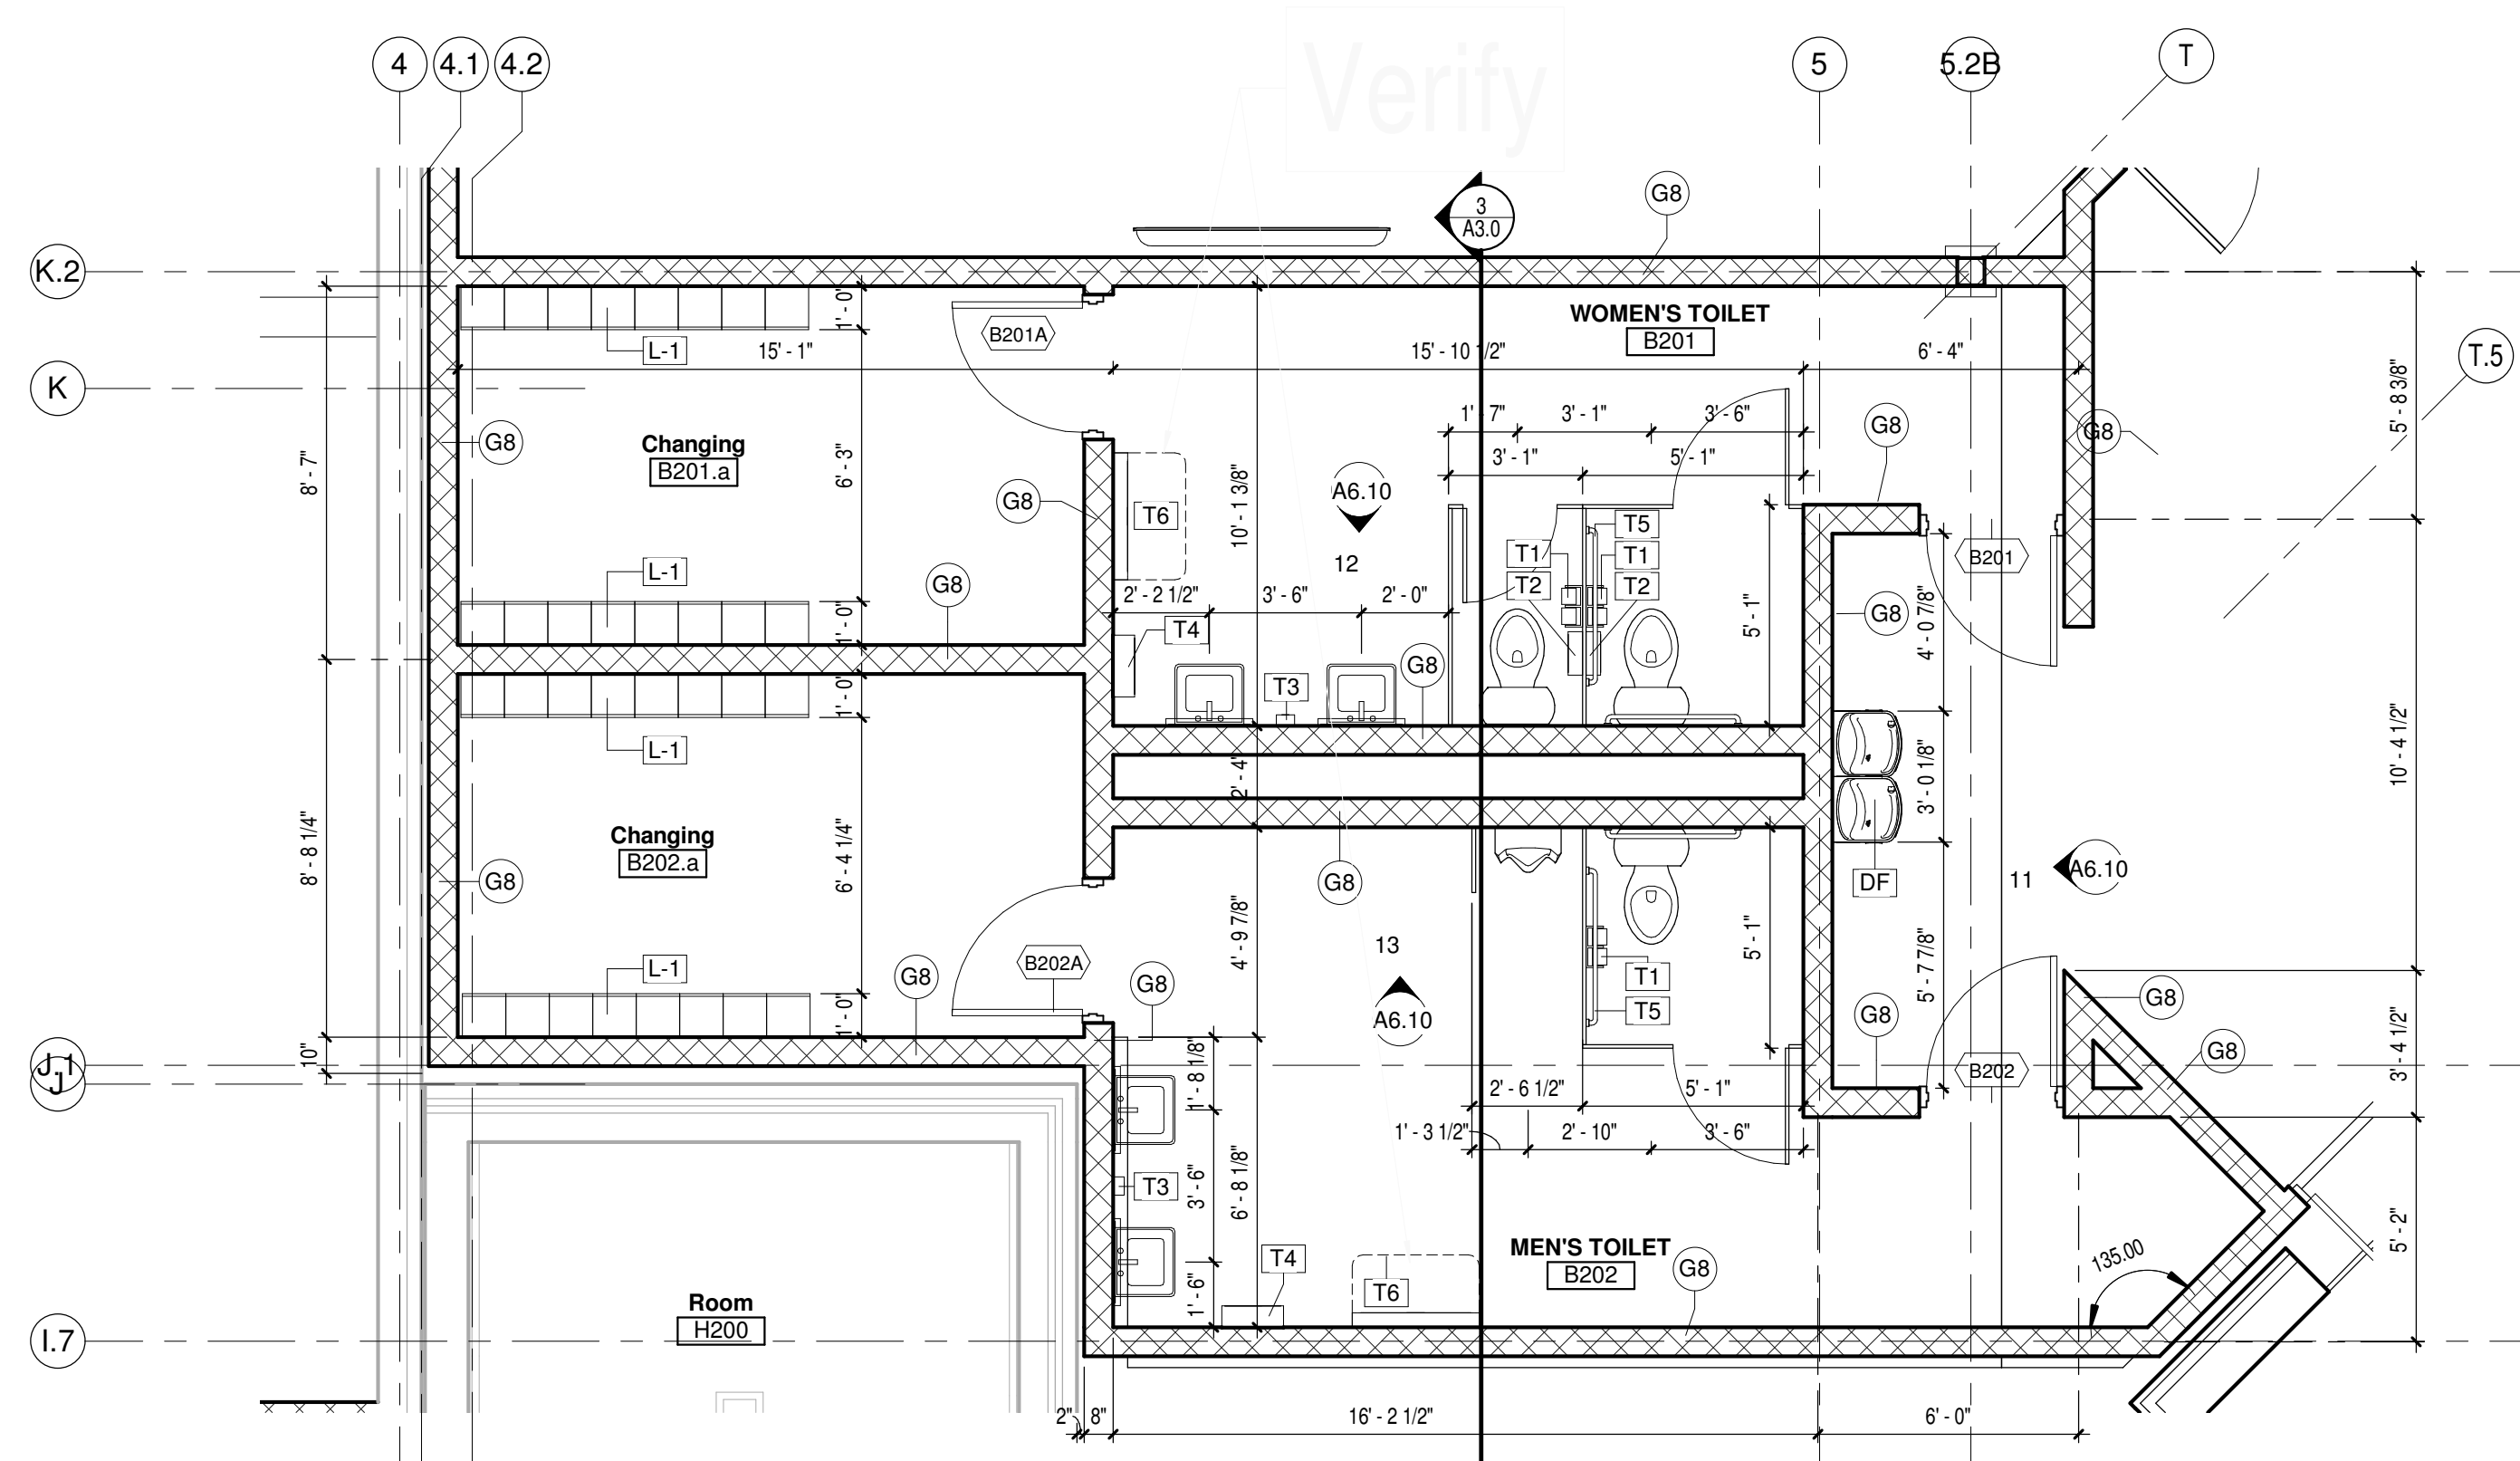 Verify
4
4.1
4.2
5
5.2B
T
3
A3.0
G8
K.2
WOMEN'S TOILET
B201
1' - 0"
B201A
L-1
15' - 1"
15' - 10 1/2"
6' - 4"
T.5
K
5' - 8 3/8"
1' - 7"
3' - 1"
3' - 6"
G8
G8
G8
Changing
B201.a
8' - 7"
6' - 3"
3' - 1"
5' - 1"
A6.10
G8
T6
10' - 1 3/8"
12
T5
T1
T1
T2
T2
B201
L-1
G8
2' - 2 1/2"
3' - 6"
2' - 0"
5' - 1"
G8
4' - 0 7/8"
1' - 0"
T4
G8
T3
1' - 0"
L-1
10' - 4 1/2"
2' - 4"
3' - 0 1/8"
Changing
B202.a
8' - 8 1/4"
6' - 4 1/4"
G8
G8
DF
11
A6.10
4' - 9 7/8"
13
5' - 1"
5' - 7 7/8"
L-1
G8
B202A
G8
T1
T5
A6.10
G8
G8
G8
1' - 0"
J.1
J
10"
1' - 8 1/8"
B202
3' - 4 1/2"
2' - 6 1/2"
5' - 1"
1' - 3 1/2"
2' - 10"
3' - 6"
T3
3' - 6"
6' - 8 1/8"
5' - 2"
MEN'S TOILET
B202
G8
T4
T6
1' - 6"
135.00
Room
H200
I.7
2"
8"
16' - 2 1/2"
6' - 0"